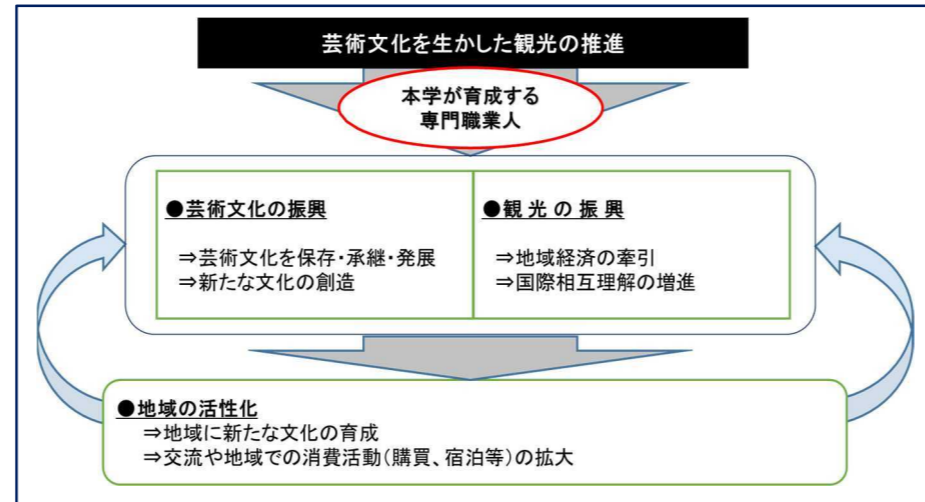 芸術文化を生かした観光の推進
本学が育成する
専門職業人
●芸術文化の振興
⇒芸術文化を保存・承継・発展
⇒新たな文化の創造
●観 光 の 振 興
⇒地域経済の牽引
⇒国際相互理解の増進
●地域の活性化
⇒地域に新たな文化の育成
⇒交流や地域での消費活動(購買、宿泊等)の拡大